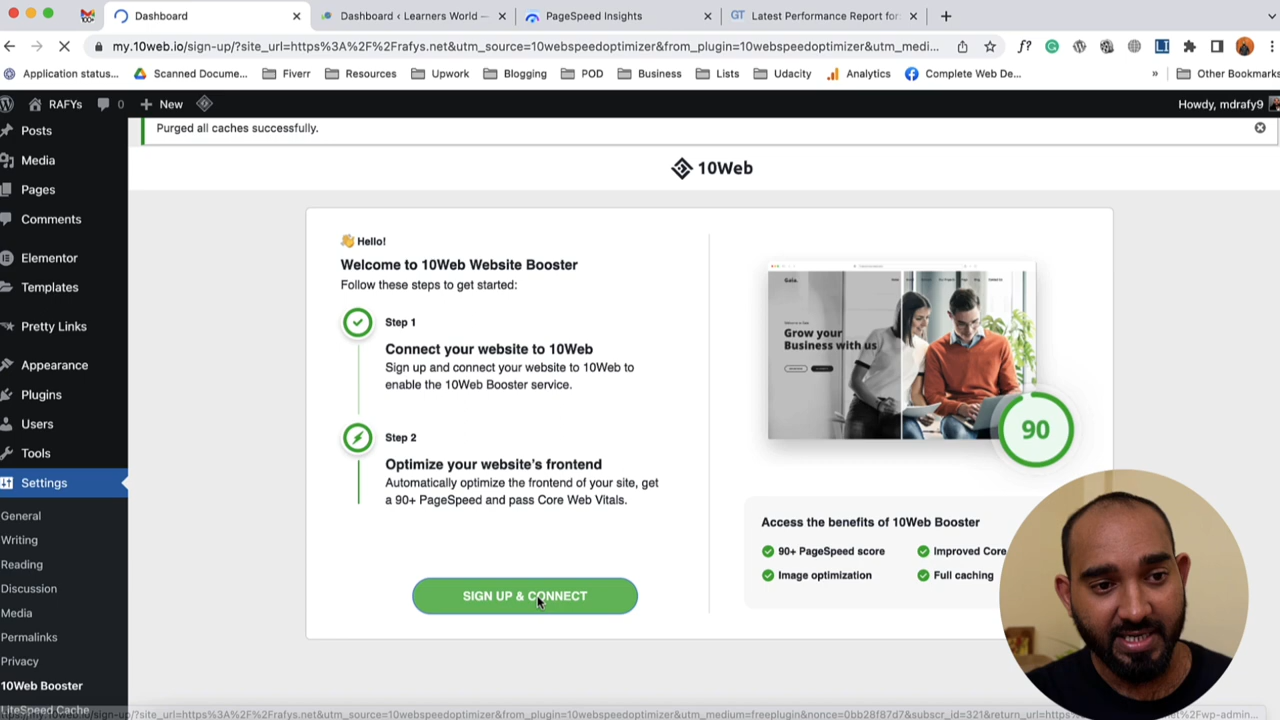 Dashboard
Dashboard ‹ Learners World —
PageSpeed Insights
GT Latest Performance Report for:
my.10web.io/sign-up/?site_url=https%3A%2F%2Frafys.net&utm_source=10webspeedoptimizer&from_plugin=10webspeedoptimizer&utm_medi...
Application status...
Scanned Docume...
Fiverr
Resources
Upwork
Blogging
POD
Business
Lists
Udacity
Analytics
Complete Web De...
»
Other Bookmarks
RAFYs
0
New
Howdy, mdrafy9
Posts
Media
Pages
Comments
Elementor
Templates
Pretty Links
Appearance
Plugins
Users
Tools
Settings
General
Writing
Reading
Discussion
Media
Permalinks
Privacy
10Web Booster
LiteSpeed Cache
Purged all caches successfully.
10Web
Hello!
Welcome to 10Web Website Booster
Follow these steps to get started:
Step 1
Connect your website to 10Web
Sign up and connect your website to 10Web to
enable the 10Web Booster service.
Step 2
Optimize your website's frontend
Automatically optimize the frontend of your site, get
a 90+ PageSpeed and pass Core Web Vitals.
SIGN UP & CONNECT
Grow your
Business with us
90
Access the benefits of 10Web Booster
90+ PageSpeed score
Improved Core
Image optimization
Full caching